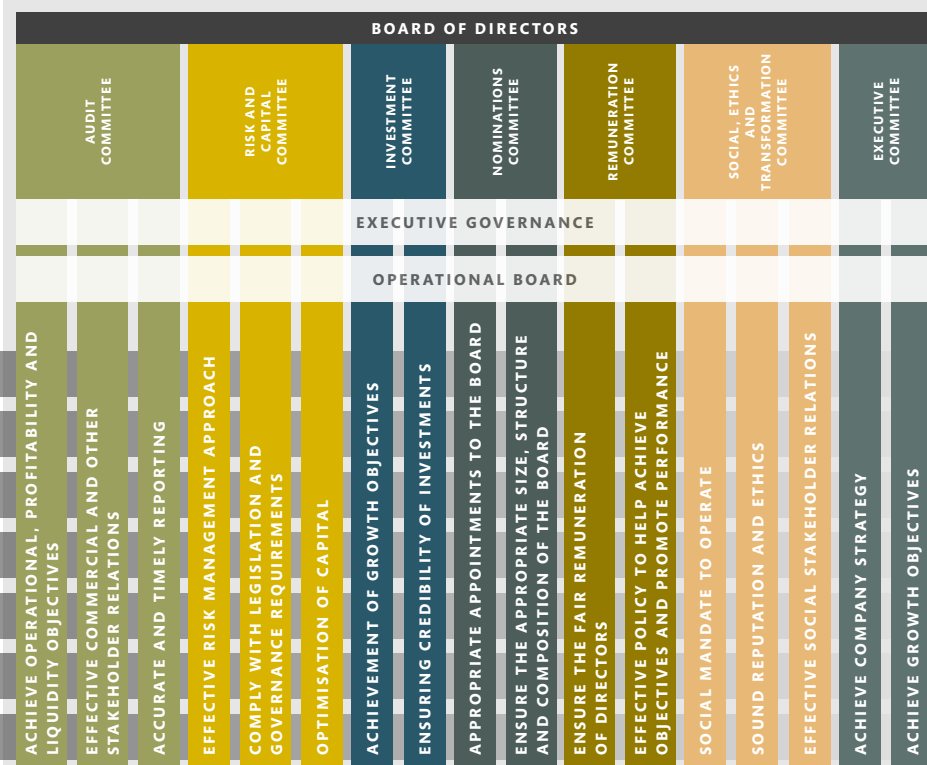 BOARD OF DIRECTORS
AUDIT
COMMITTEE
RISK AND
CAPITAL
COMMITTEE
INVESTMENT
COMMITTEE
NOMINATIONS
COMMITTEE
REMUNERATION
COMMITTEE
SOCIAL, ETHICS
AND
TRANSFORMATION
COMMITTEE
EXECUTIVE
COMMITTEE
EXECUTIVE GOVERNANCE
OPERATIONAL BOARD
ACHIEVE OPERATIONAL, PROFITABILITY AND
LIQUIDITY OBJECTIVES
EFFECTIVE COMMERCIAL AND OTHER
STAKEHOLDER RELATIONS
ACCURATE AND TIMELY REPORTING
EFFECTIVE RISK MANAGEMENT APPROACH
COMPLY WITH LEGISLATION AND
GOVERNANCE REQUIREMENTS
OPTIMISATION OF CAPITAL
ACHIEVEMENT OF GROWTH OBJECTIVES
ENSURING CREDIBILITY OF INVESTMENTS
APPROPRIATE APPOINTMENTS TO THE BOARD
ENSURE THE APPROPRIATE SIZE, STRUCTURE
AND COMPOSITION OF THE BOARD
ENSURE THE FAIR REMUNERATION
OF DIRECTORS
EFFECTIVE POLICY TO HELP ACHIEVE
OBJECTIVES AND PROMOTE PERFORMANCE
SOCIAL MANDATE TO OPERATE
SOUND REPUTATION AND ETHICS
EFFECTIVE SOCIAL STAKEHOLDER RELATIONS
ACHIEVE COMPANY STRATEGY
ACHIEVE GROWTH OBJECTIVES